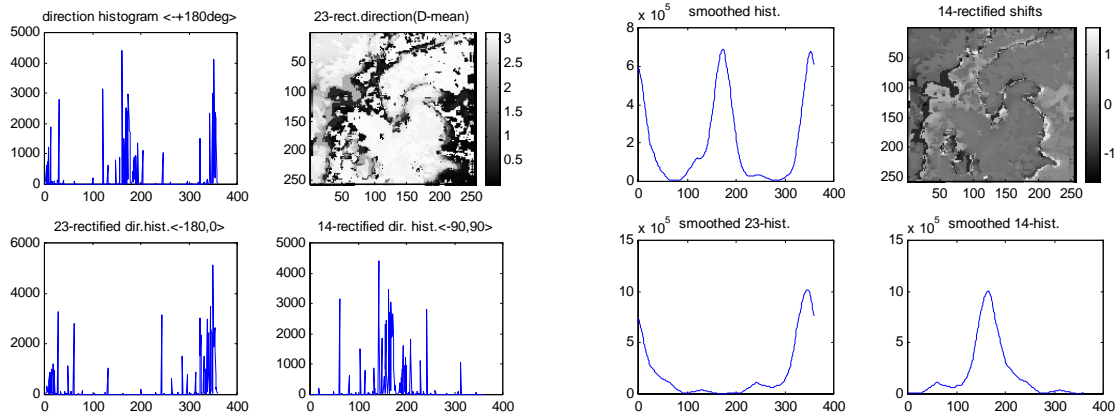 direction histogram <-+180deg>
5000
4000
3000
2000
1000
0
0 100 200 300 400
23-rect.direction(D-mean)
50
100
150
200
250
50 100 150 200 250
3
2.5
2
1.5
1
0.5
smoothed hist.
x 10^5
8
6
4
2
0
0 100 200 300 400
14-rectified shifts
50
100
150
200
250
50 100 150 200 250
1
0
-1
23-rectified dir.hist.<-180,0>
6000
5000
4000
3000
2000
1000
0
0 100 200 300 400
14-rectified dir. hist.<-90,90>
5000
4000
3000
2000
1000
0
0 100 200 300 400
smoothed 23-hist.
x 10^5
15
10
5
0
0 100 200 300 400
smoothed 14-hist.
x 10^5
15
10
5
0
0 100 200 300 400